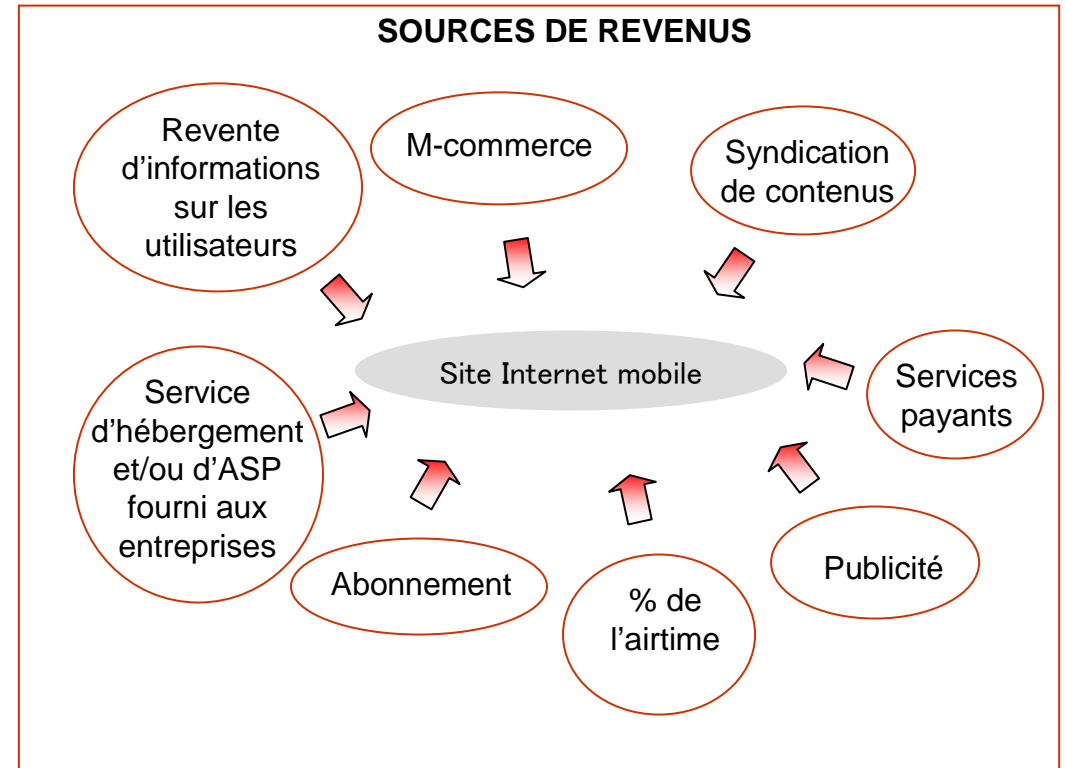 SOURCES DE REVENUS
Revente
d’informations
sur les
utilisateurs
M-commerce
Syndication
de contenus
Site Internet mobile
Services
payants
Service
d’hébergement
et/ou d’ASP
fourni aux
entreprises
Abonnement
% de
l’airtime
Publicité